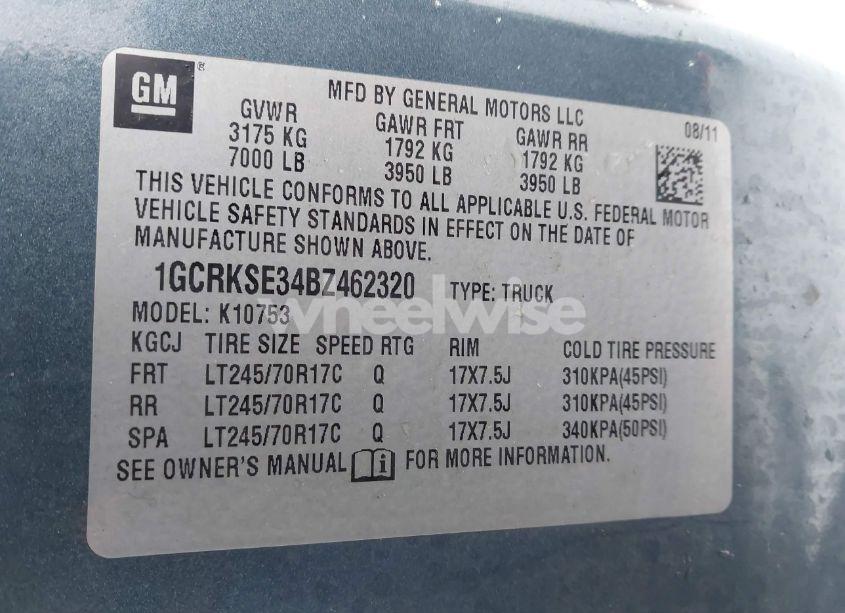 GM
MFD BY GENERAL MOTORS LLC
08/11
GVWR GAWR FRT GAWR RR
3175 KG 1792 KG 1792 KG
7000 LB 3950 LB 3950 LB
THIS VEHICLE CONFORMS TO ALL APPLICABLE U.S. FEDERAL MOTOR
VEHICLE SAFETY STANDARDS IN EFFECT ON THE DATE OF
MANUFACTURE SHOWN ABOVE.
1GCRKSE34BZ462320 TYPE: TRUCK
MODEL: K10753
wheelwise
KGCJ TIRE SIZE SPEED RTG RIM COLD TIRE PRESSURE
FRT LT245/70R17C Q 17X7.5J 310KPA(45PSI)
RR LT245/70R17C Q 17X7.5J 310KPA(45PSI)
SPA LT245/70R17C Q 17X7.5J 340KPA(50PSI)
SEE OWNER'S MANUAL i FOR MORE INFORMATION.